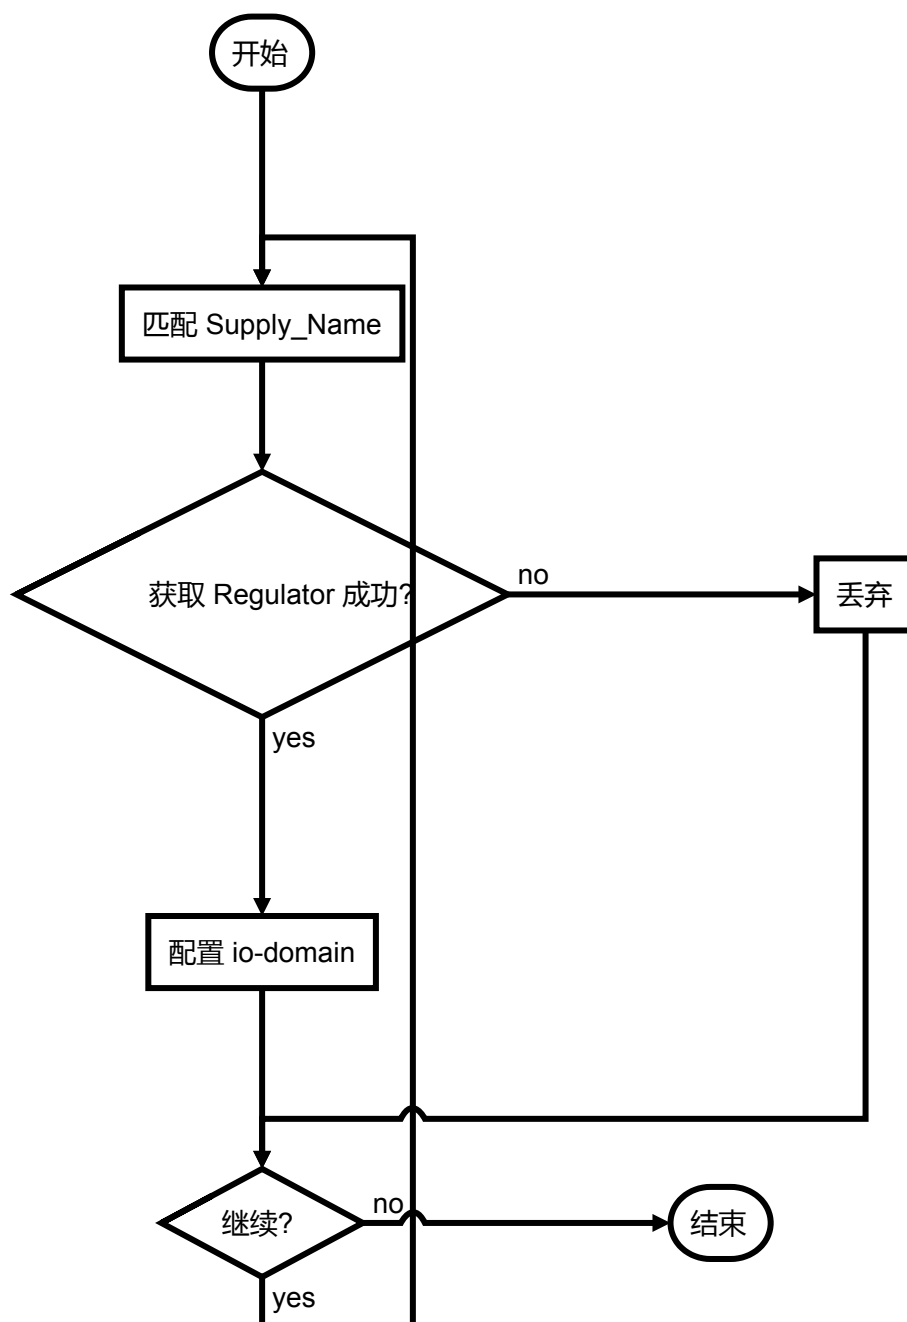 开始
匹配 Supply_Name
获取 Regulator 成功?
no
丢弃
yes
配置 io-domain
继续?
no
结束
yes